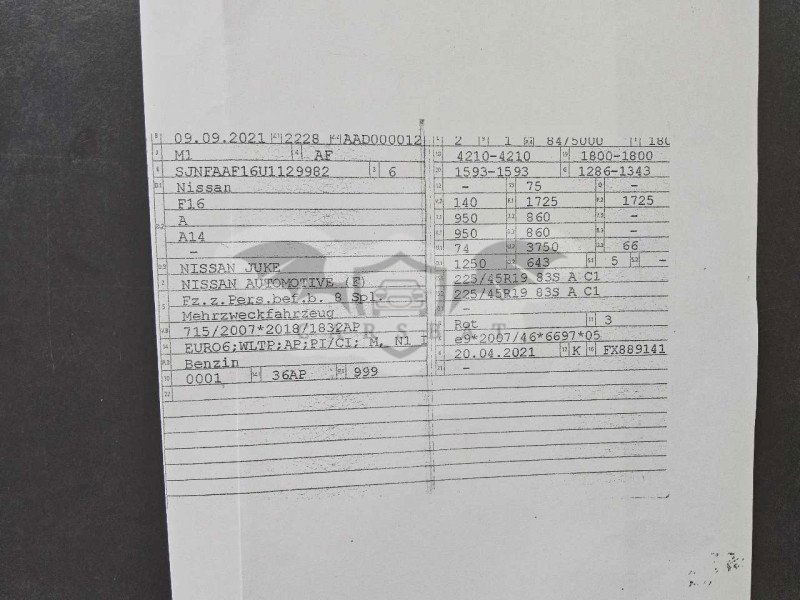 09.09.2021 2228 AAD000012
M1 AF
SJNFAAF16U1129982 6
Nissan
F16
A
A14
-
NISSAN JUKE
NISSAN AUTOMOTIVE (F)
Fz.z.Pers.bef.b. 8 Spl.
Mehrzweckfahrzeug
715/2007*2018/1832AP
EURO6;WLTP;AP;PI/CI; M, N1 I
Benzin
0001 36AP 999
2 1 84/5000 180
4210-4210 1800-1800
1593-1593 1286-1343
- 75 -
140 1725 1725
950 860 -
950 860 -
74 3750 66
1250 643 5 -
225/45R19 83S A C1
225/45R19 83S A C1
-
Rot 3
e9*2007/46*6697*05
20.04.2021 K FX889141
-